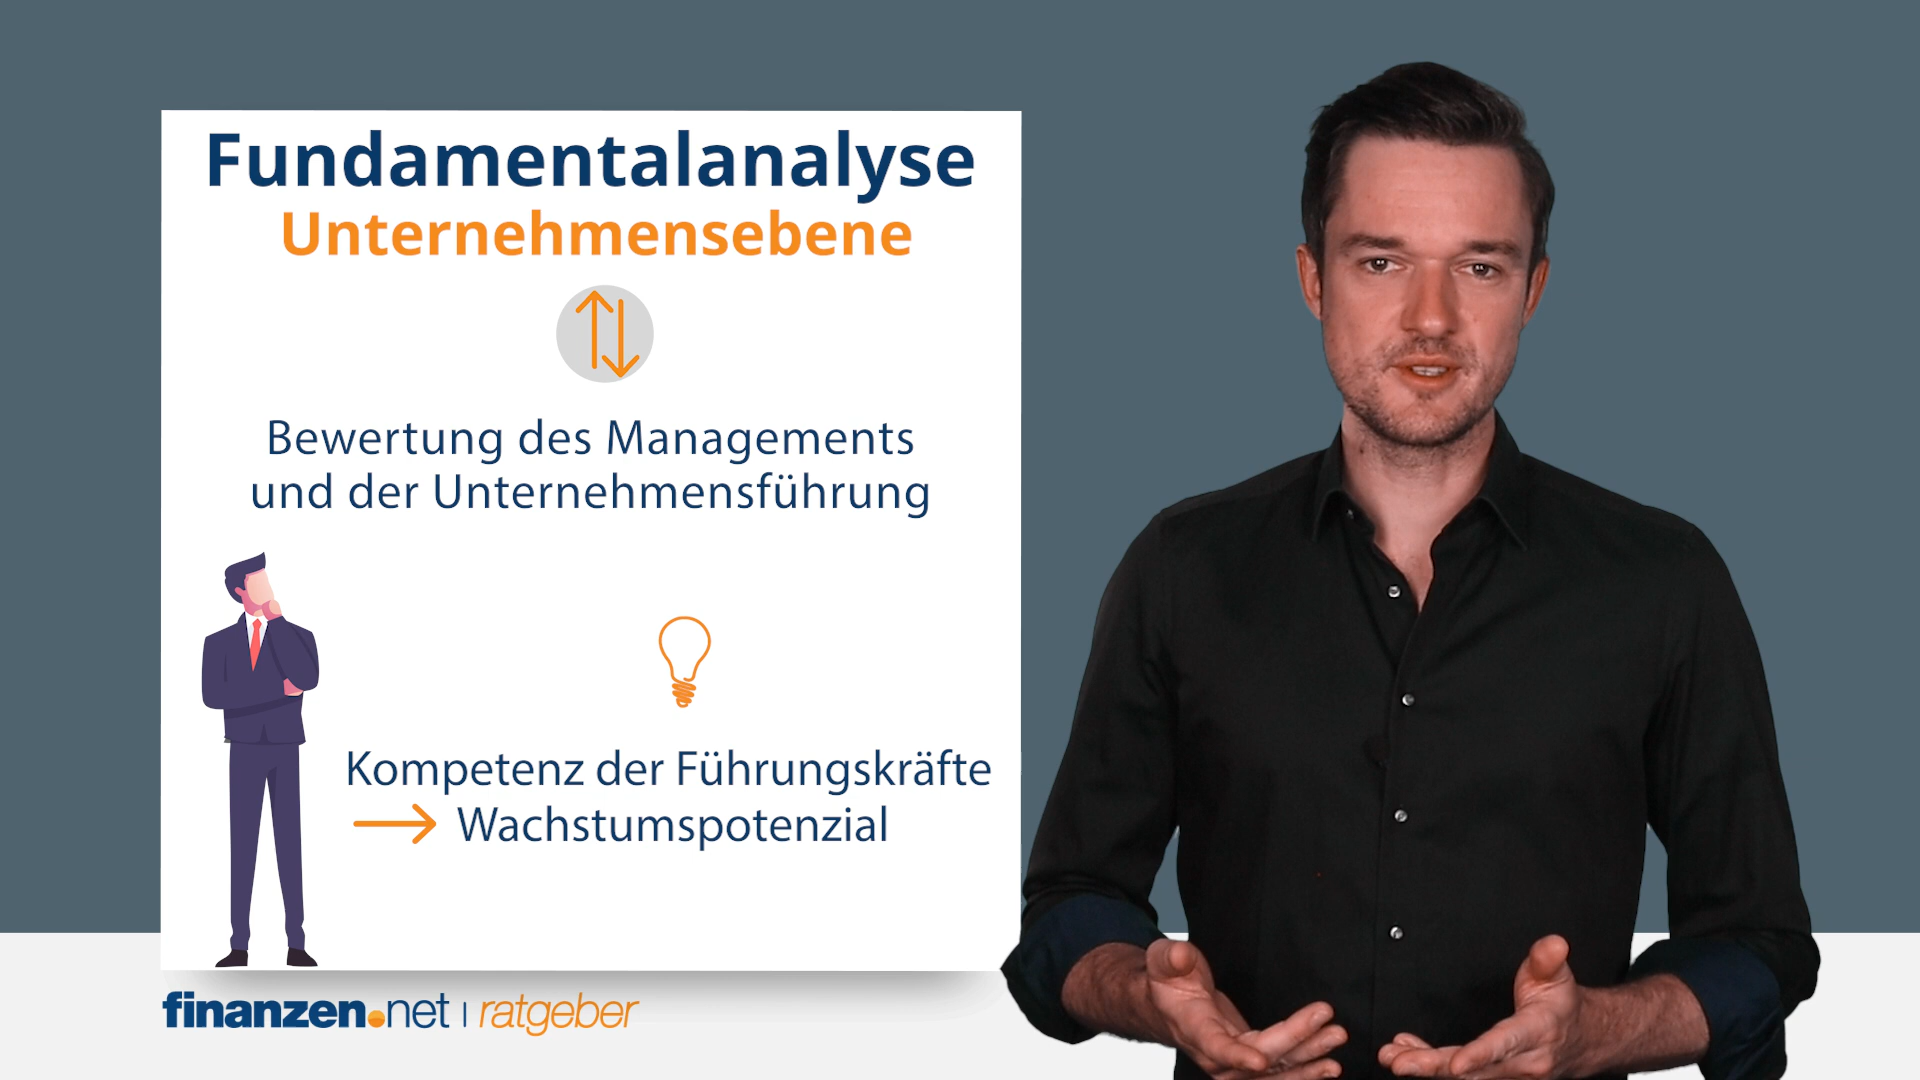 Fundamentalanalyse
Unternehmensebene
Bewertung des Managements
und der Unternehmensführung
Kompetenz der Führungskräfte
→ Wachstumspotenzial
finanzen.net | ratgeber